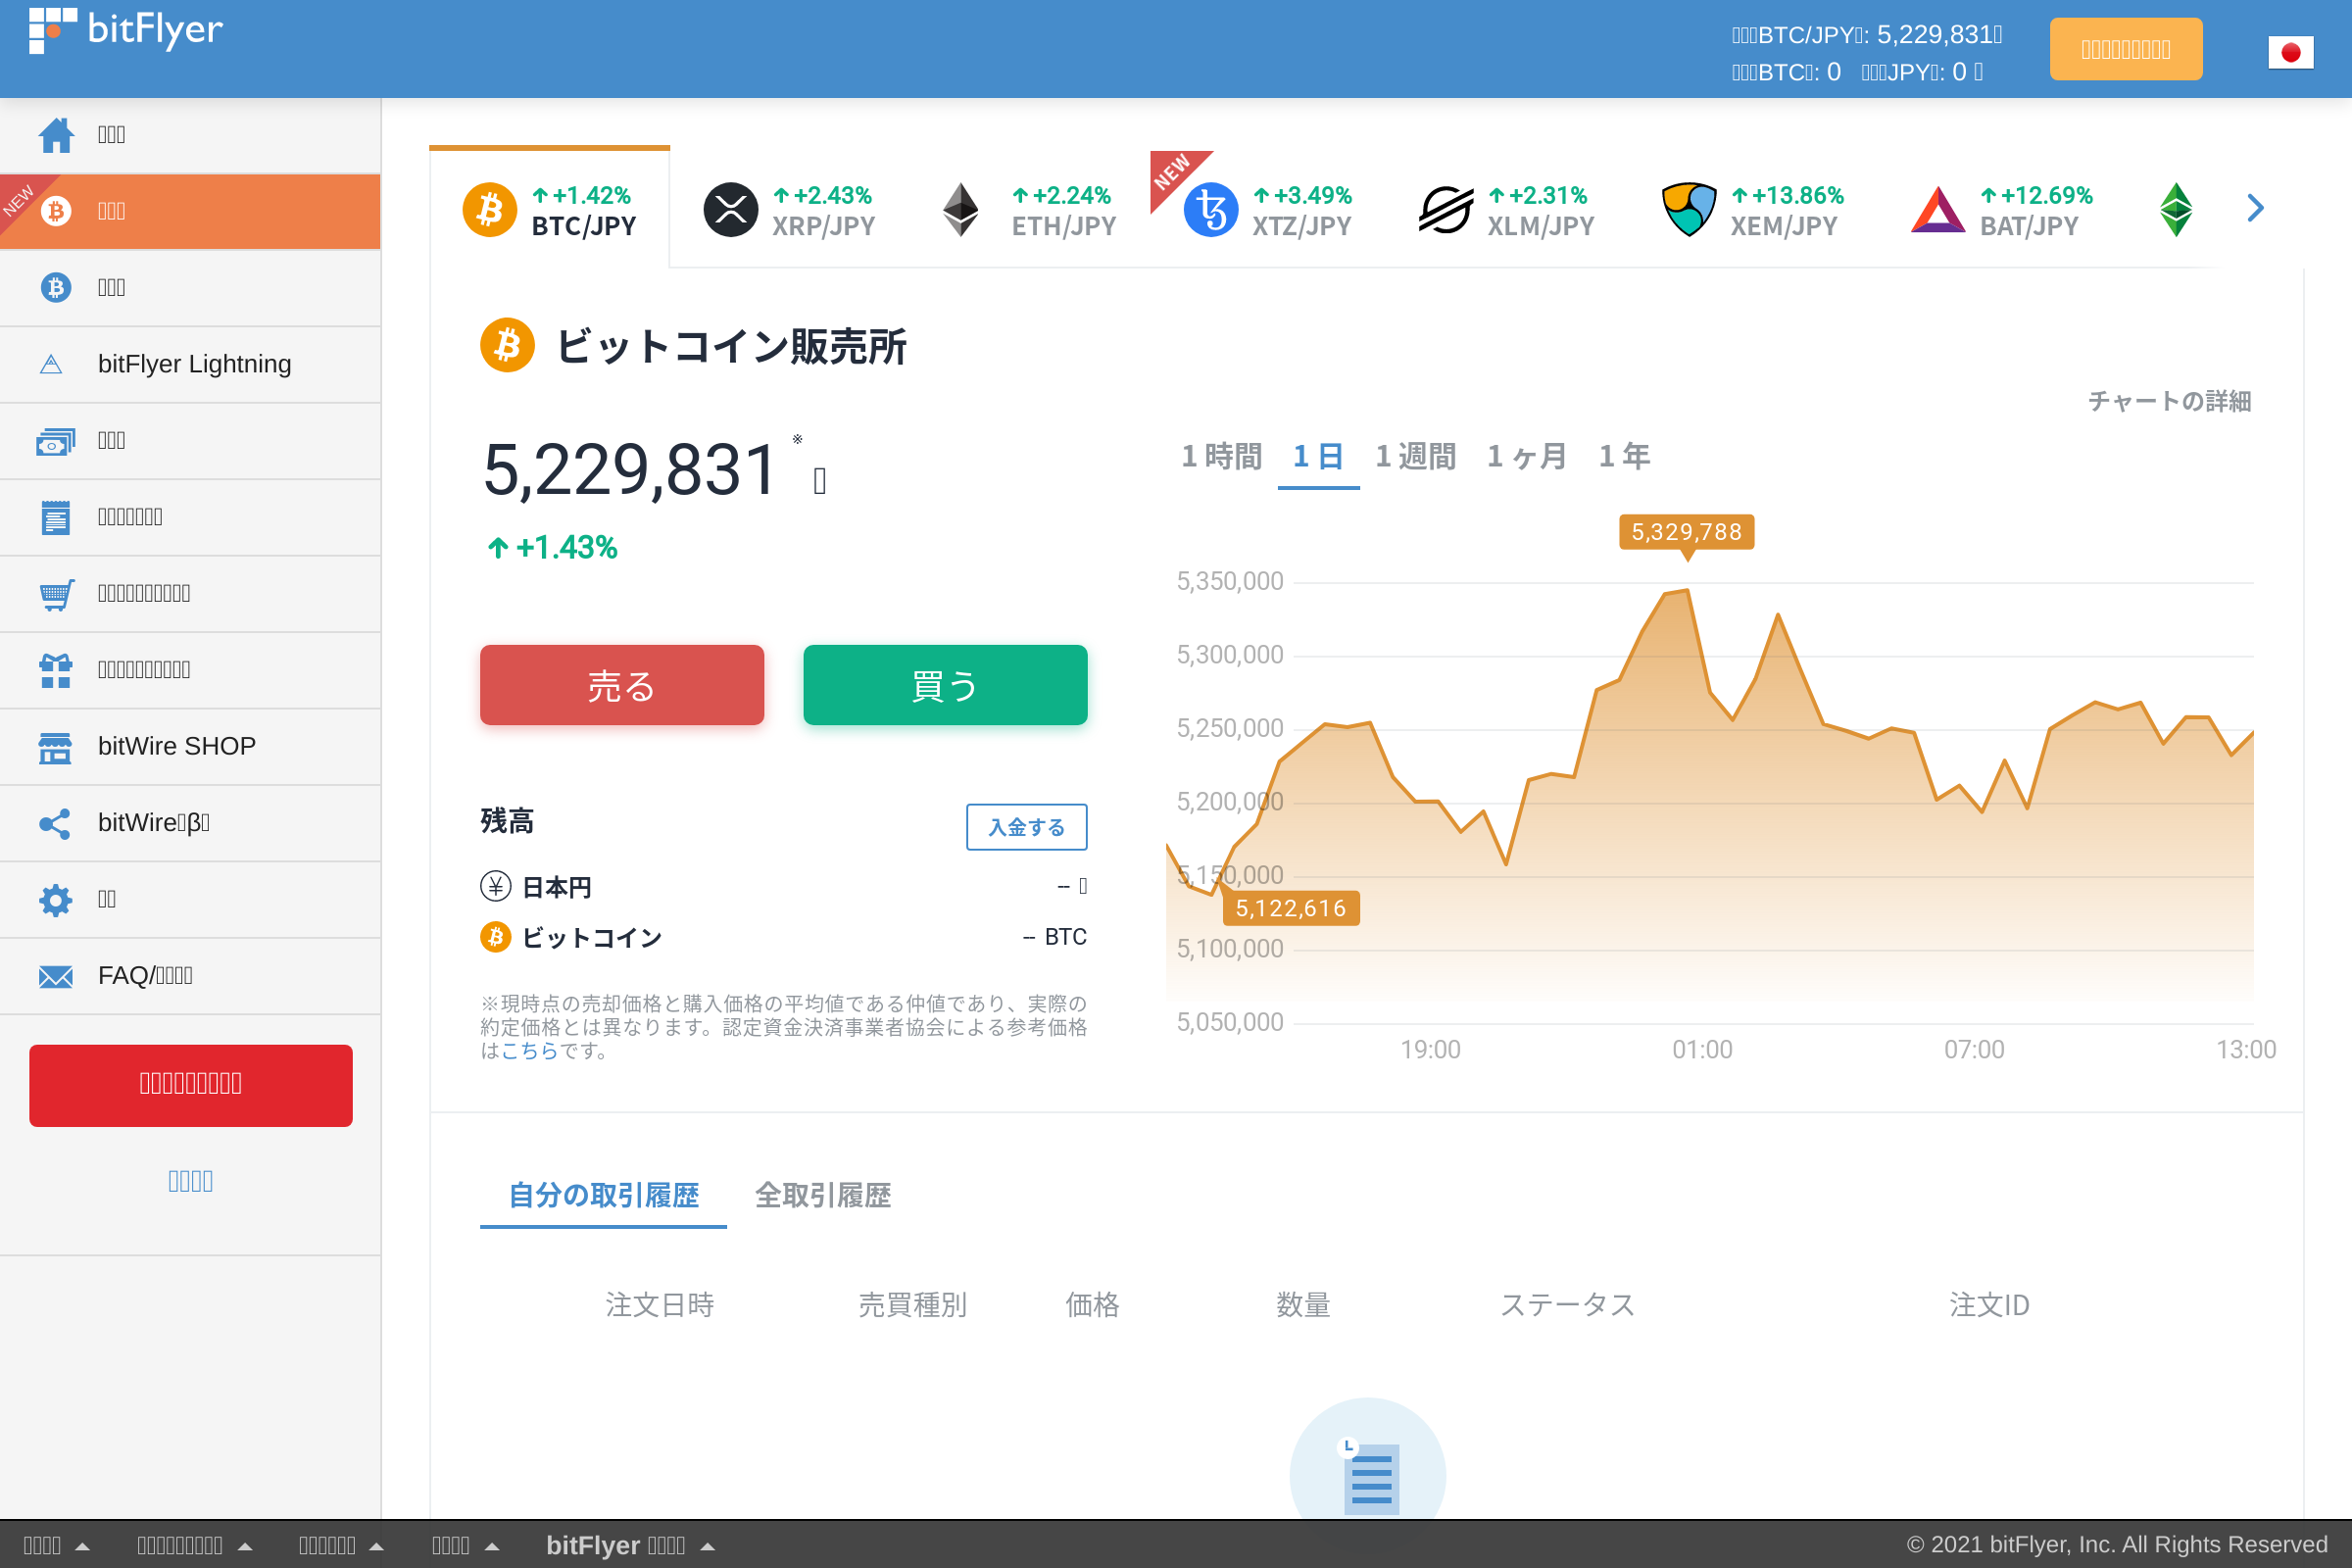 bitFlyer
BTC/JPY: 5,229,831
BTC: 0 JPY: 0
NEW
bitFlyer Lightning
bitWire SHOP
bitWire β
FAQ/
+1.42%
BTC/JPY
+2.43%
XRP/JPY
+2.24%
ETH/JPY
NEW
+3.49%
XTZ/JPY
+2.31%
XLM/JPY
+13.86%
XEM/JPY
+12.69%
BAT/JPY
ビットコイン販売所
チャートの詳細
5,229,831 ※
+1.43%
1 時間 1 日 1 週間 1 ヶ月 1 年
売る 買う
残高
入金する
日本円 --
ビットコイン -- BTC
※現時点の売却価格と購入価格の平均値である仲値であり、実際の
約定価格とは異なります。認定資金決済事業者協会による参考価格
はこちらです。
5,329,788
5,350,000
5,300,000
5,250,000
5,200,000
5,150,000
5,122,616
5,100,000
5,050,000
19:00 01:00 07:00 13:00
自分の取引履歴 全取引履歴
注文日時 売買種別 価格 数量 ステータス 注文ID
bitFlyer
© 2021 bitFlyer, Inc. All Rights Reserved